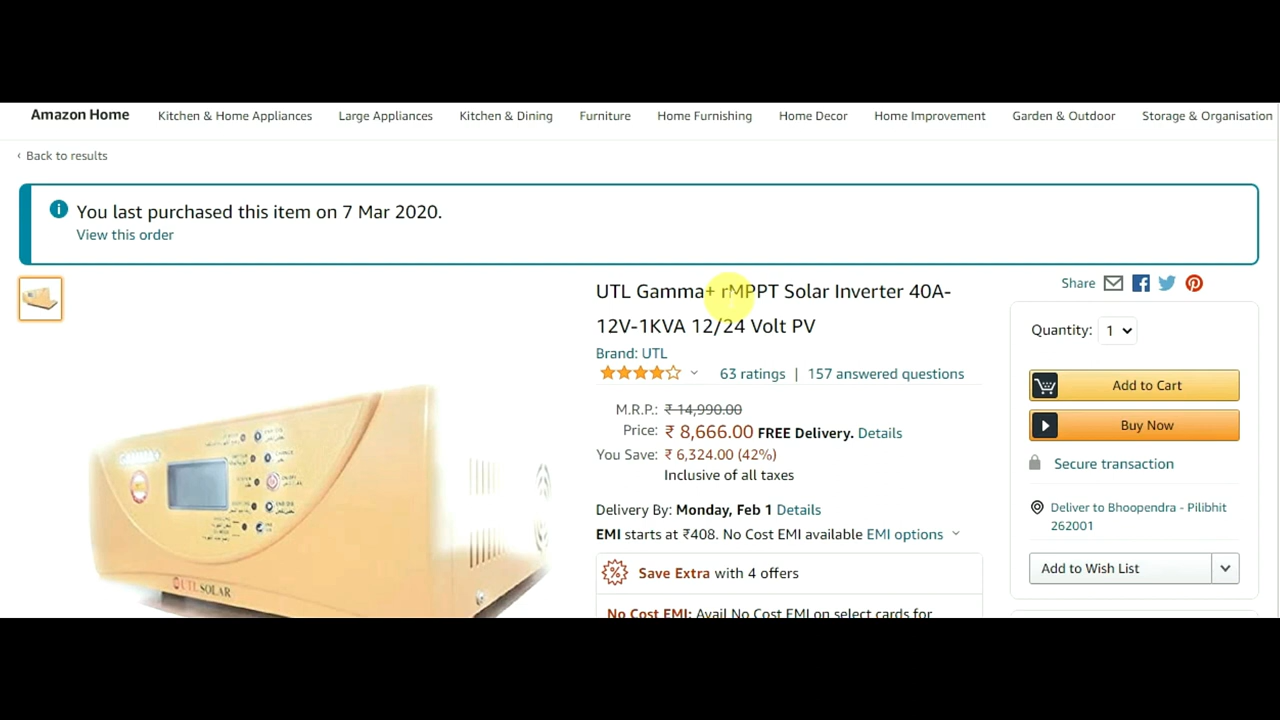 Amazon Home Kitchen & Home Appliances Large Appliances Kitchen & Dining Furniture Home Furnishing Home Decor Home Improvement Garden & Outdoor Storage & Organisation
‹ Back to results
You last purchased this item on 7 Mar 2020.
View this order
Share
UTL Gamma+ rMPPT Solar Inverter 40A-
12V-1KVA 12/24 Volt PV
Brand: UTL
63 ratings | 157 answered questions
M.R.P.: ₹ 14,990.00
Price: ₹ 8,666.00 FREE Delivery. Details
You Save: ₹ 6,324.00 (42%)
Inclusive of all taxes
Delivery By: Monday, Feb 1 Details
EMI starts at ₹408. No Cost EMI available EMI options
Save Extra with 4 offers
No Cost EMI: Avail No Cost EMI on select cards for
Quantity: 1
Add to Cart
Buy Now
Secure transaction
Deliver to Bhoopendra - Pilibhit
262001
Add to Wish List
UTL SOLAR